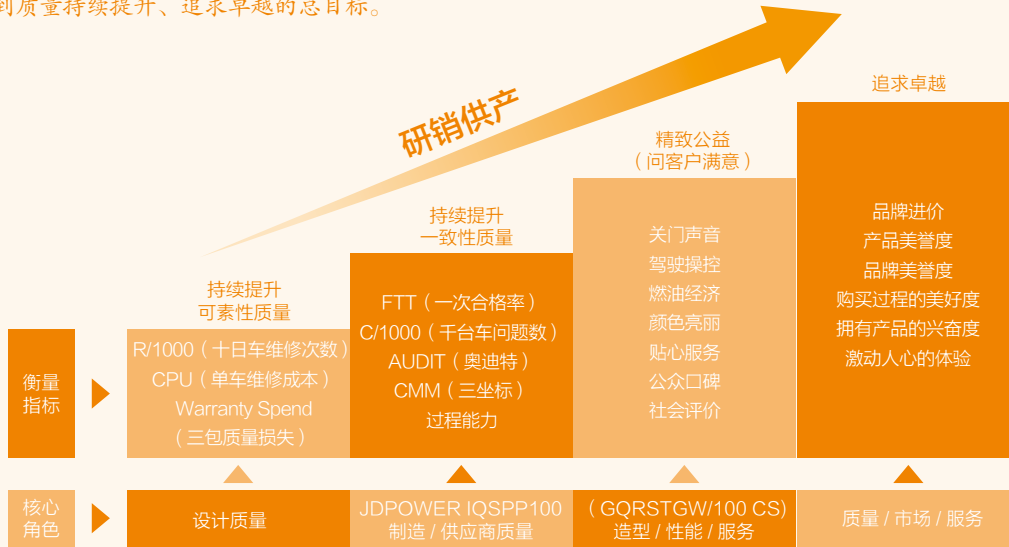 到质量持续提升、追求卓越的总目标。
研销供产
追求卓越
精致公益
（问客户满意）
持续提升
一致性质量
持续提升
可素性质量
衡量
指标
R/1000（十日车维修次数）
CPU（单车维修成本）
Warranty Spend
（三包质量损失）
FTT（一次合格率）
C/1000（千台车问题数）
AUDIT（奥迪特）
CMM（三坐标）
过程能力
关门声音
驾驶操控
燃油经济
颜色亮丽
贴心服务
公众口碑
社会评价
品牌进价
产品美誉度
品牌美誉度
购买过程的美好度
拥有产品的兴奋度
激动人心的体验
核心
角色
设计质量
JDPOWER IQSPP100
制造 / 供应商质量
（GQRSTGW/100 CS)
造型 / 性能 / 服务
质量 / 市场 / 服务